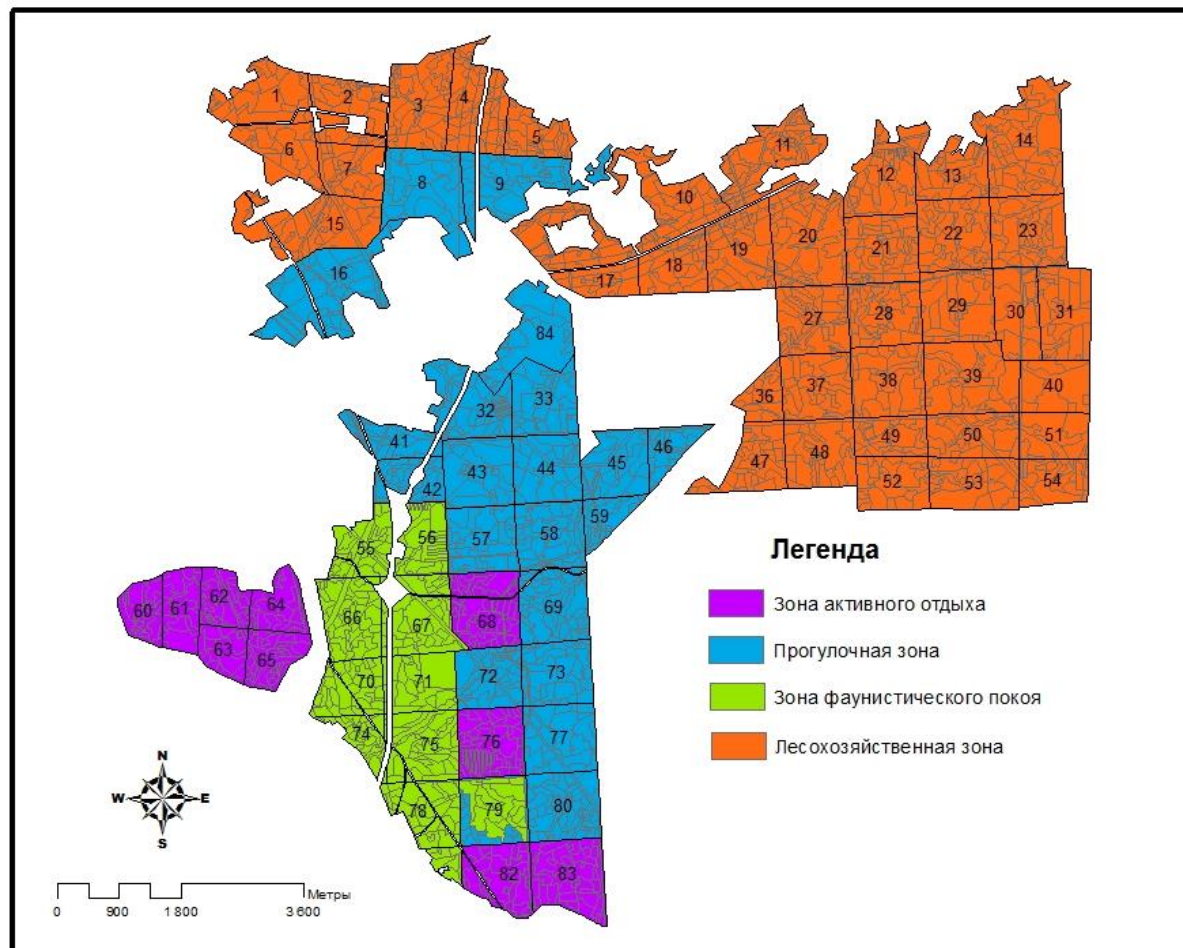 1 2 3 4 5
6 7 8 9 10 11 12 13 14
15 16 17 18 19 20 21 22 23
27 28 29 30 31
84 32 33 36 37 38 39 40
41 42 43 44 45 46 47 48 49 50 51
52 53 54
55 56 57 58 59
60 61 62 64 66 67 68 69
63 65 70 71 72 73
74 75 76 77
78 79 80
82 83
Легенда
Зона активного отдыха
Прогулочная зона
Зона фаунистического покоя
Лесохозяйственная зона
N
W E
S
Метры
0 900 1 800 3 600